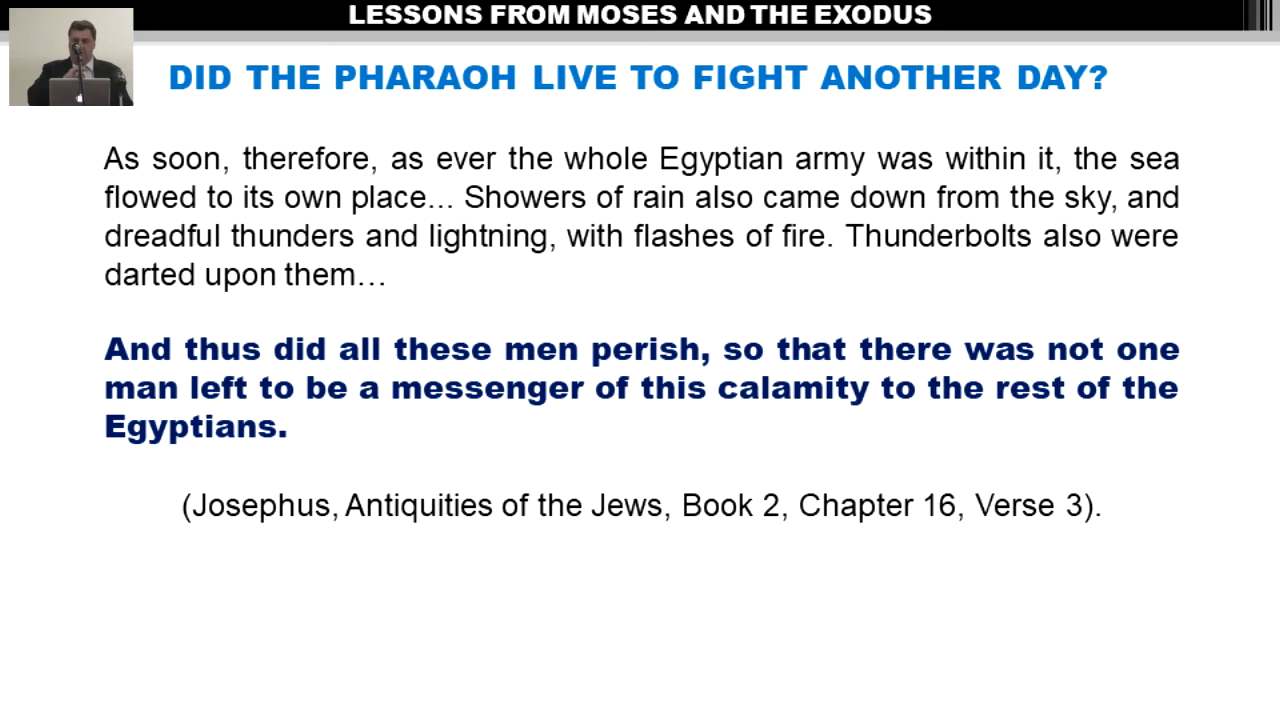 LESSONS FROM MOSES AND THE EXODUS
DID THE PHARAOH LIVE TO FIGHT ANOTHER DAY?
As soon, therefore, as ever the whole Egyptian army was within it, the sea
flowed to its own place... Showers of rain also came down from the sky, and
dreadful thunders and lightning, with flashes of fire. Thunderbolts also were
darted upon them…
And thus did all these men perish, so that there was not one
man left to be a messenger of this calamity to the rest of the
Egyptians.
(Josephus, Antiquities of the Jews, Book 2, Chapter 16, Verse 3).